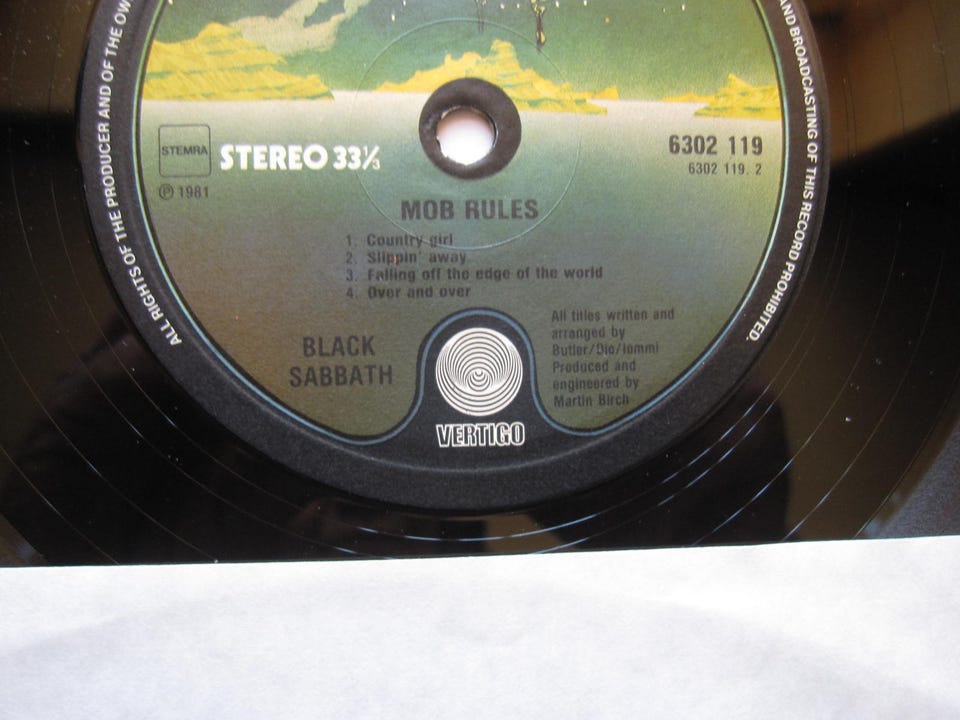 ALL RIGHTS OF THE PRODUCER AND OF THE OW
AND BROADCASTING OF THIS RECORD PROHIBITED.
STEMRA
STEREO 33⅓
℗ 1981
6302 119
6302 119. 2
MOB RULES
1. Country girl
2. Slippin' away
3. Falling off the edge of the world
4. Over and over
BLACK
SABBATH
All titles written and
arranged by
Butler/Dio/Iommi
Produced and
engineered by
Martin Birch
VERTIGO